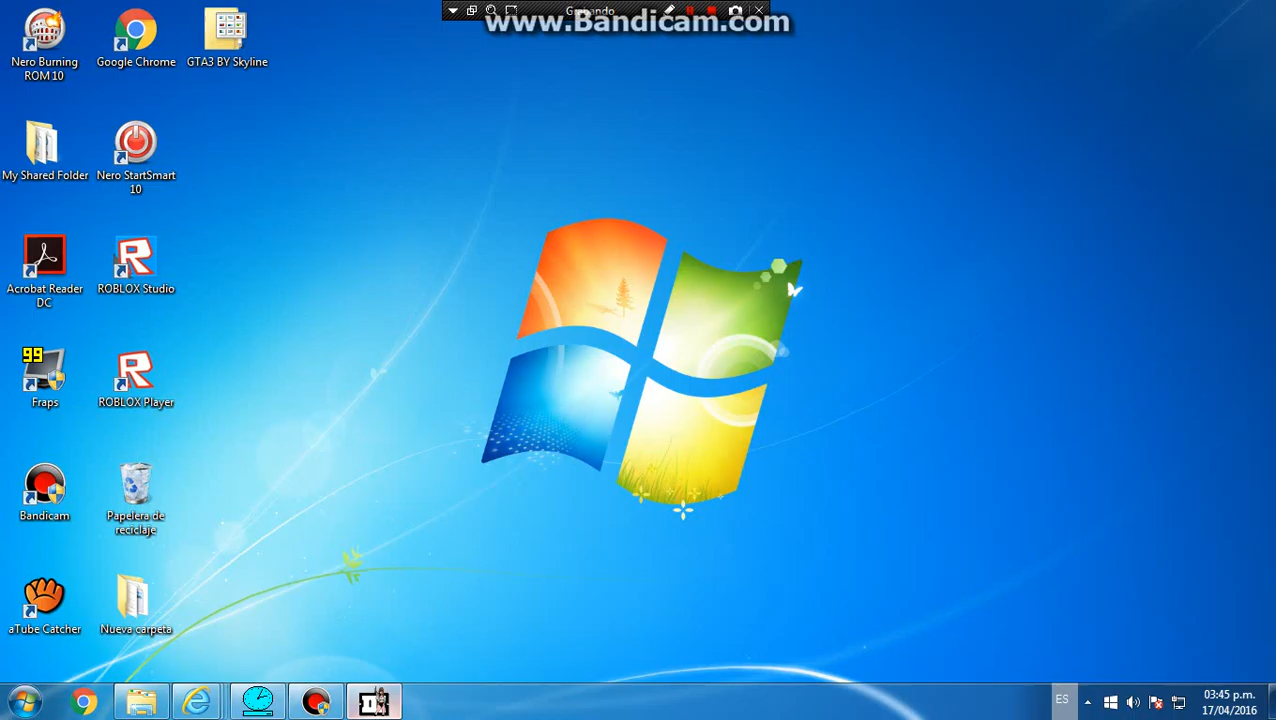 Grabando
www.Bandicam.com
Nero Burning
ROM 10
Google Chrome
GTA3 BY Skyline
My Shared Folder
Nero StartSmart
10
Acrobat Reader
DC
ROBLOX Studio
99
Fraps
ROBLOX Player
Bandicam
Papelera de
reciclaje
aTube Catcher
Nueva carpeta
ES
03:45 p.m.
17/04/2016